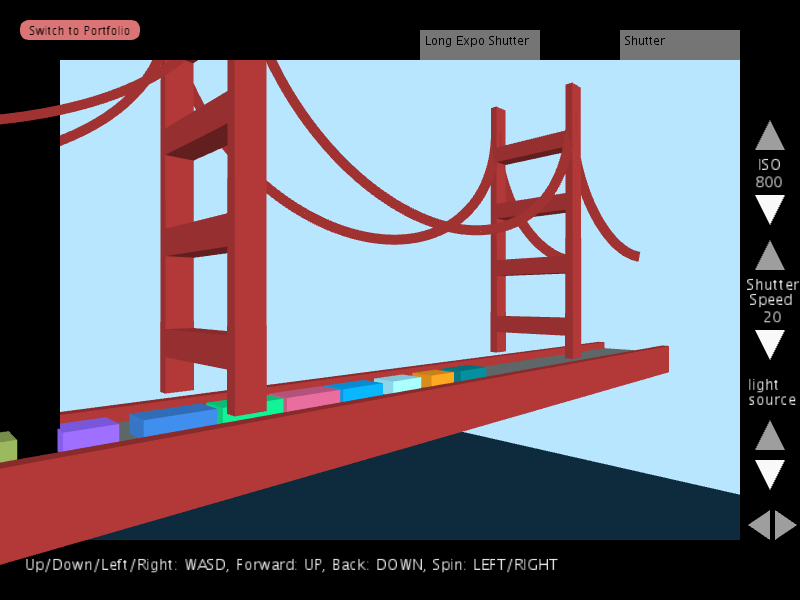 Switch to Portfolio
Long Expo Shutter
Shutter
ISO
800
Shutter
Speed
20
light
source
Up/Down/Left/Right: WASD, Forward: UP, Back: DOWN, Spin: LEFT/RIGHT